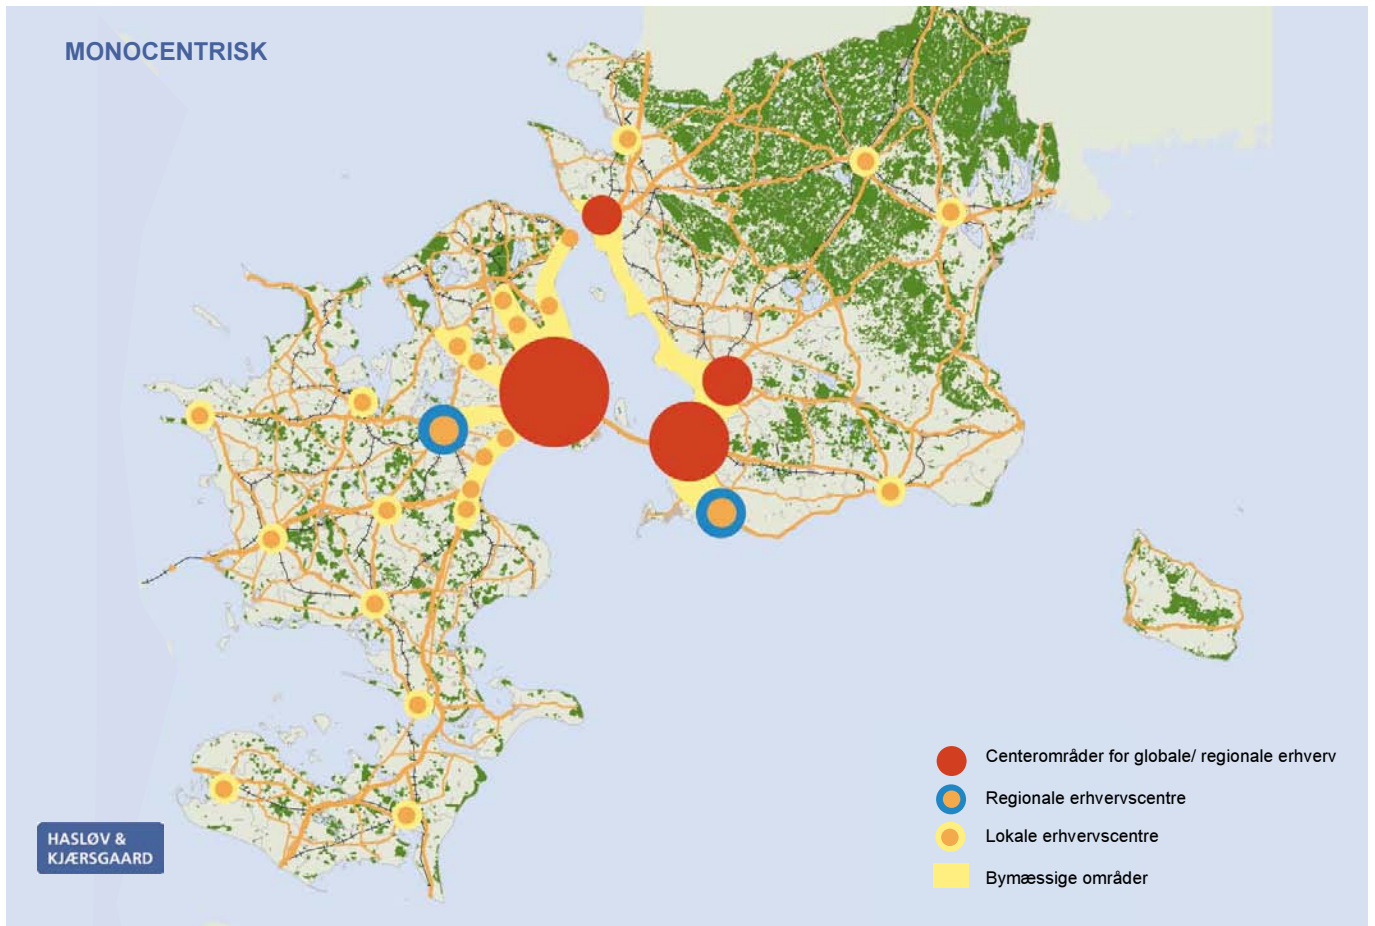 MONOCENTRISK
Centerområder for globale/ regionale erhverv
Regionale erhvervscentre
Lokale erhvervscentre
Bymæssige områder
HASLØV &
KJÆRSGAARD